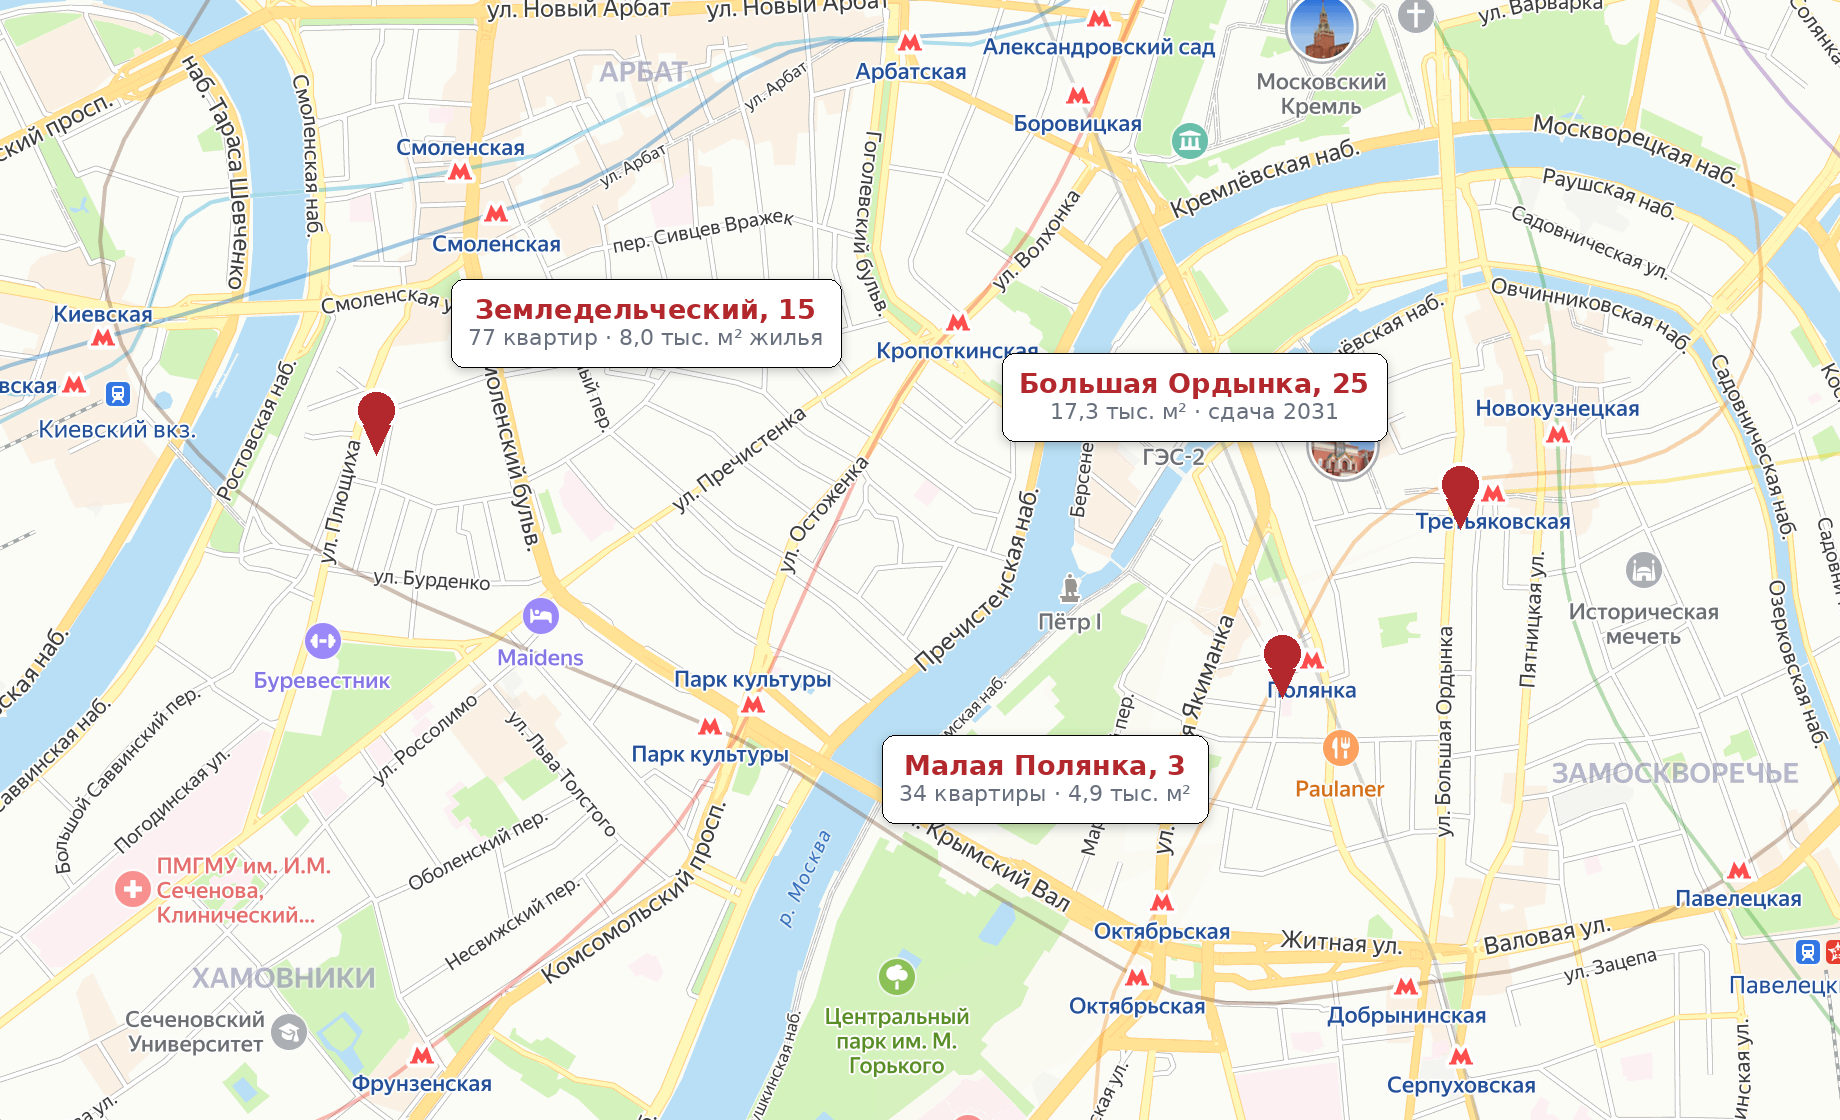 ул. Новый Арбат
ул. Новый Арбат
ул. Варварка
Александровский сад
Арбатская
АРБАТ
ул. Арбат
Московский
Кремль
Боровицкая
наб. Тараса Шевченко
Смоленская наб.
Смоленская
ул. Арбат
Гоголевский бульв.
Кремлёвская наб.
Москворецкая наб.
Раушская наб.
Садовническая ул.
пер. Сивцев Вражек
Смоленская
ул. Волхонка
Киевская
Смоленская у
Земледельческий, 15
77 квартир · 8,0 тыс. м² жилья
Кропоткинская
Овчинниковская наб.
Большая Ордынка, 25
17,3 тыс. м² · сдача 2031
вская
Киевский вкз.
Ростовская наб.
ный пер.
моленский бульв.
ул. Пречистенка
ул. Остоженка
Берсене
ГЭС-2
Новокузнецкая
Садовническая наб.
ул. Плющиха
Третьяковская
ул. Бурденко
Пётр I
Историческая
мечеть
Maidens
Буревестник
Пречистенская наб.
Пятницкая ул.
Озерковская наб.
Парк культуры
Полянка
Парк культуры
я Якиманка
ул. Большая Ордынка
Большой Саввинский пер.
Саввинская наб.
ул. Россолимо
ул. Льва Толстого
Погодинская ул.
Малая Полянка, 3
34 квартиры · 4,9 тыс. м²
Paulaner
ЗАМОСКВОРЕЧЬЕ
Оболенский пер.
Комсомольский просп.
р. Москва
Крымский Вал
ПМГМУ им. И.М.
Сеченова,
Клинический...
Несвижский пер.
Октябрьская
Житная ул.
Валовая ул.
Павелецкая
ул. Зацепа
ХАМОВНИКИ
Октябрьская
Добрынинская
Сеченовский
Университет
Центральный
парк им. М.
Горького
Фрунзенская
Серпуховская